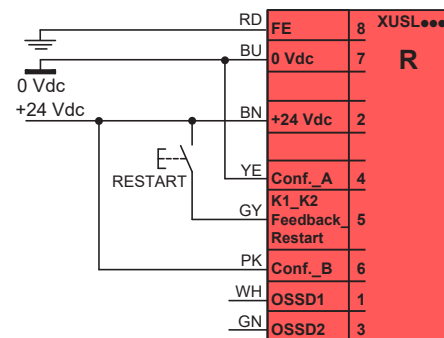 RD FE 8 XUSL●●●
BU 0 Vdc 7 R
0 Vdc
+24 Vdc BN +24 Vdc 2
RESTART
YE Conf._A 4
GY K1_K2
Feedback_ 5
Restart
PK Conf._B 6
WH OSSD1 1
GN OSSD2 3